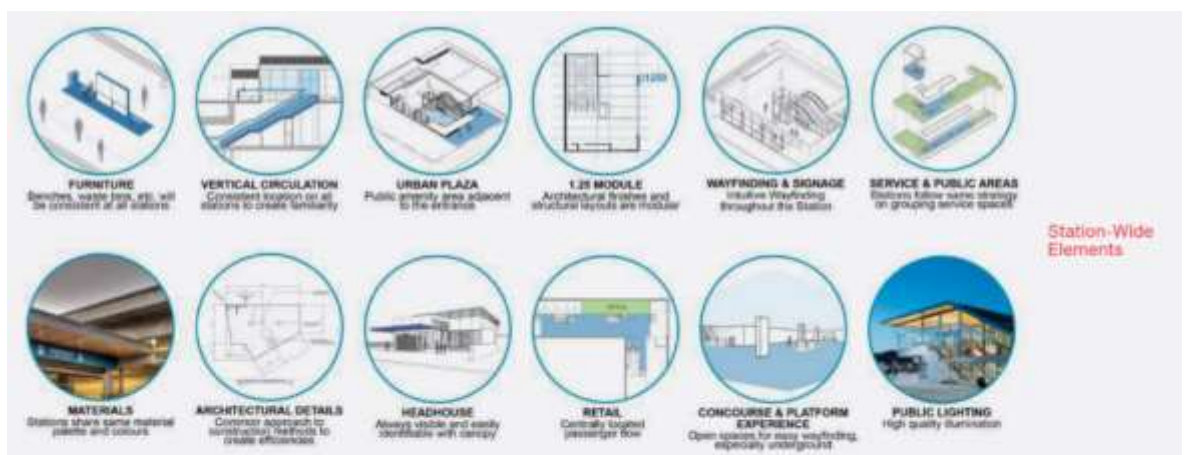 FURNITURE
Benches, waste bins, etc. will
be consistent at all stations
VERTICAL CIRCULATION
Consistent location on all
stations to create familiarity
URBAN PLAZA
Public amenity area adjacent
to the entrance
1.25 MODULE
Architectural finishes and
structural layouts are modular
WAYFINDING & SIGNAGE
Intuitive Wayfinding
throughout the Station
SERVICE & PUBLIC AREAS
Stations follow same strategy
on grouping service spaces
Station-Wide
Elements
MATERIALS
Stations share same material
palette and colours
ARCHITECTURAL DETAILS
Common approach to
construction methods to
create efficiencies
HEADHOUSE
Always visible and easily
identifiable with canopy
RETAIL
Centrally located
passenger flow
CONCOURSE & PLATFORM
EXPERIENCE
Open spaces for easy wayfinding,
especially underground
PUBLIC LIGHTING
High quality illumination